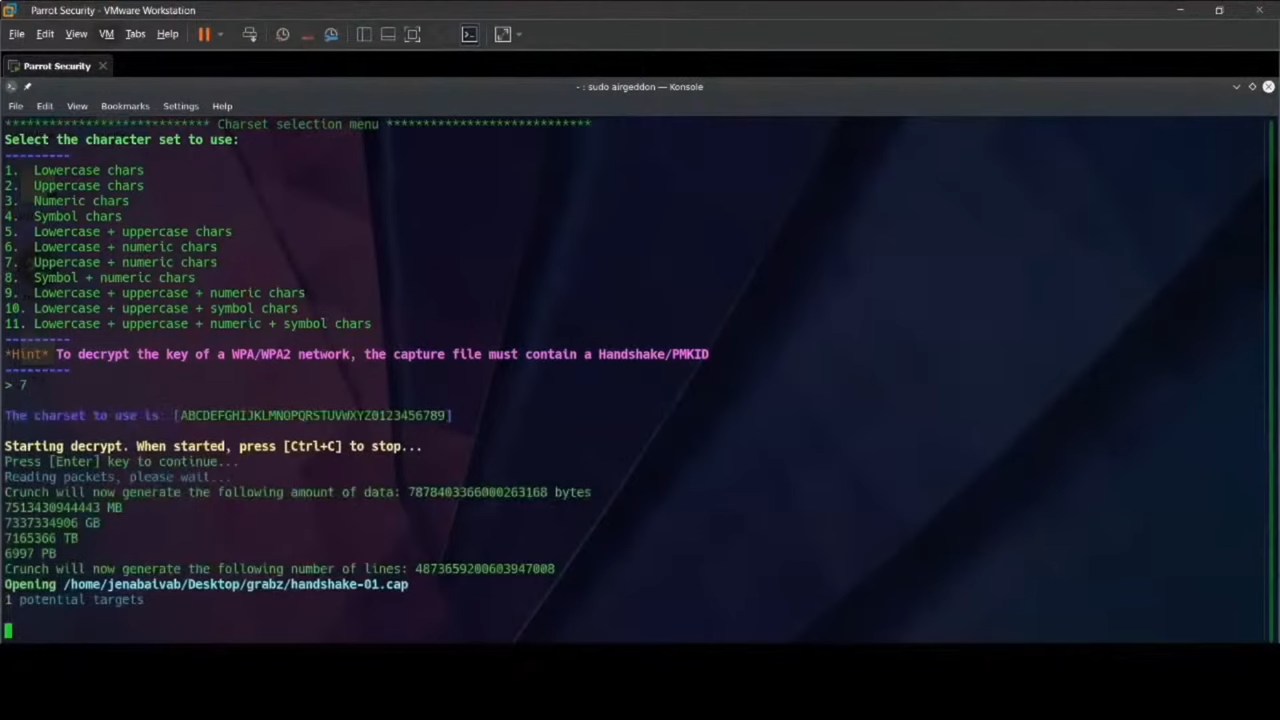 Parrot Security - VMware Workstation
File Edit View VM Tabs Help
Parrot Security
~ : sudo airgeddon — Konsole
File Edit View Bookmarks Settings Help
*************************** Charset selection menu ***************************
Select the character set to use:
---------
1. Lowercase chars
2. Uppercase chars
3. Numeric chars
4. Symbol chars
5. Lowercase + uppercase chars
6. Lowercase + numeric chars
7. Uppercase + numeric chars
8. Symbol + numeric chars
9. Lowercase + uppercase + numeric chars
10. Lowercase + uppercase + symbol chars
11. Lowercase + uppercase + numeric + symbol chars
---------
*Hint* To decrypt the key of a WPA/WPA2 network, the capture file must contain a Handshake/PMKID
---------
> 7
The charset to use is [ABCDEFGHIJKLMNOPQRSTUVWXYZ0123456789]
Starting decrypt. When started, press [Ctrl+C] to stop...
Press [Enter] key to continue...
Reading packets, please wait...
Crunch will now generate the following amount of data: 7878403366000263168 bytes
7513430944443 MB
7337334906 GB
7165366 TB
6997 PB
Crunch will now generate the following number of lines: 4873659200603947008
Opening /home/jenabaivab/Desktop/grabz/handshake-01.cap
1 potential targets